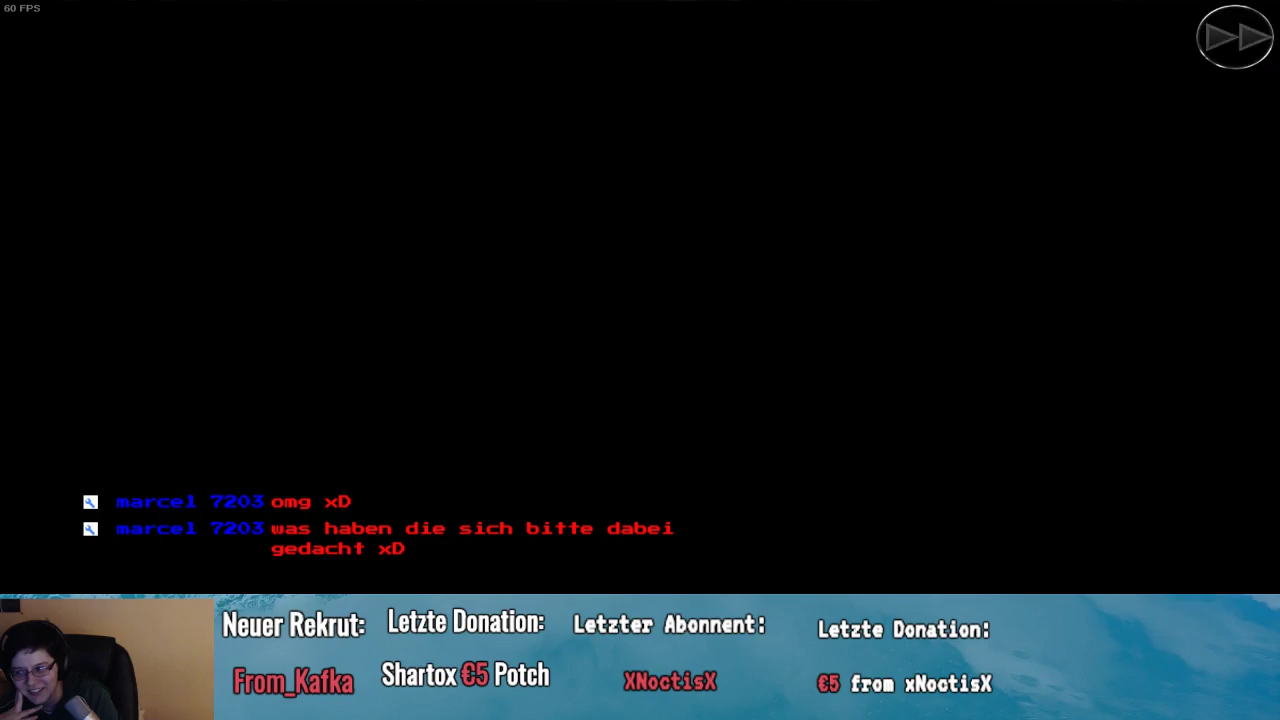 60 FPS
marcel 7203 omg xD
marcel 7203 was haben die sich bitte dabei
gedacht xD
Neuer Rekrut: Letzte Donation: Letzter Abonnent: Letzte Donation:
From_Kafka Shartox €5 Potch XNoctisX €5 from xNoctisX